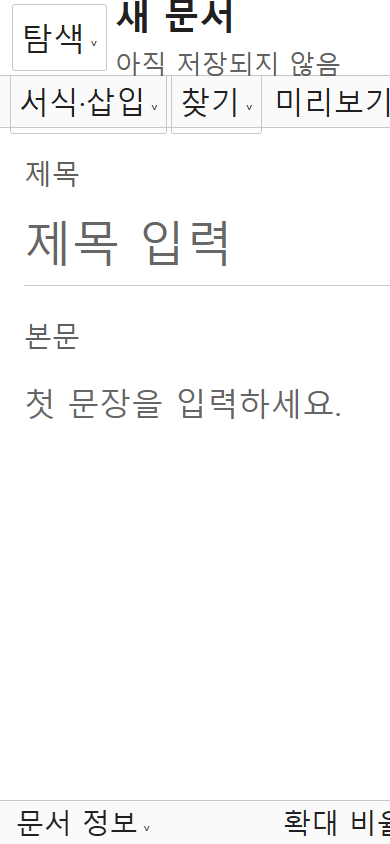 탐색
새 문서
아직 저장되지 않음
서식·삽입 찾기 미리보기
제목
제목 입력
본문
첫 문장을 입력하세요.
문서 정보 확대 비율